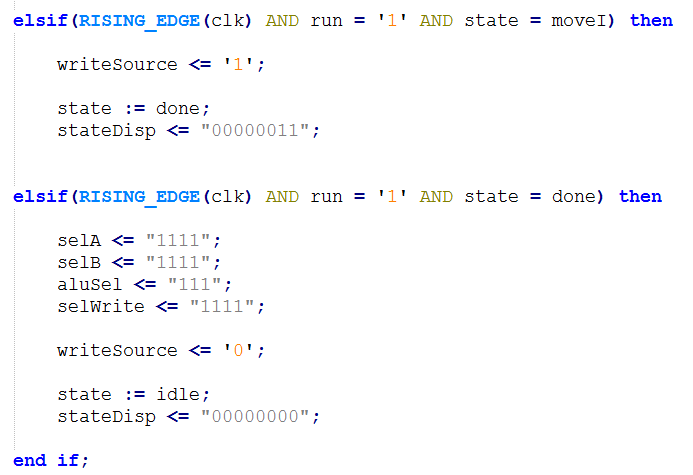 elsif(RISING_EDGE(clk) AND run = '1' AND state = moveI) then
writeSource <= '1';
state := done;
stateDisp <= "00000011";
elsif(RISING_EDGE(clk) AND run = '1' AND state = done) then
selA <= "1111";
selB <= "1111";
aluSel <= "111";
selWrite <= "1111";
writeSource <= '0';
state := idle;
stateDisp <= "00000000";
end if;